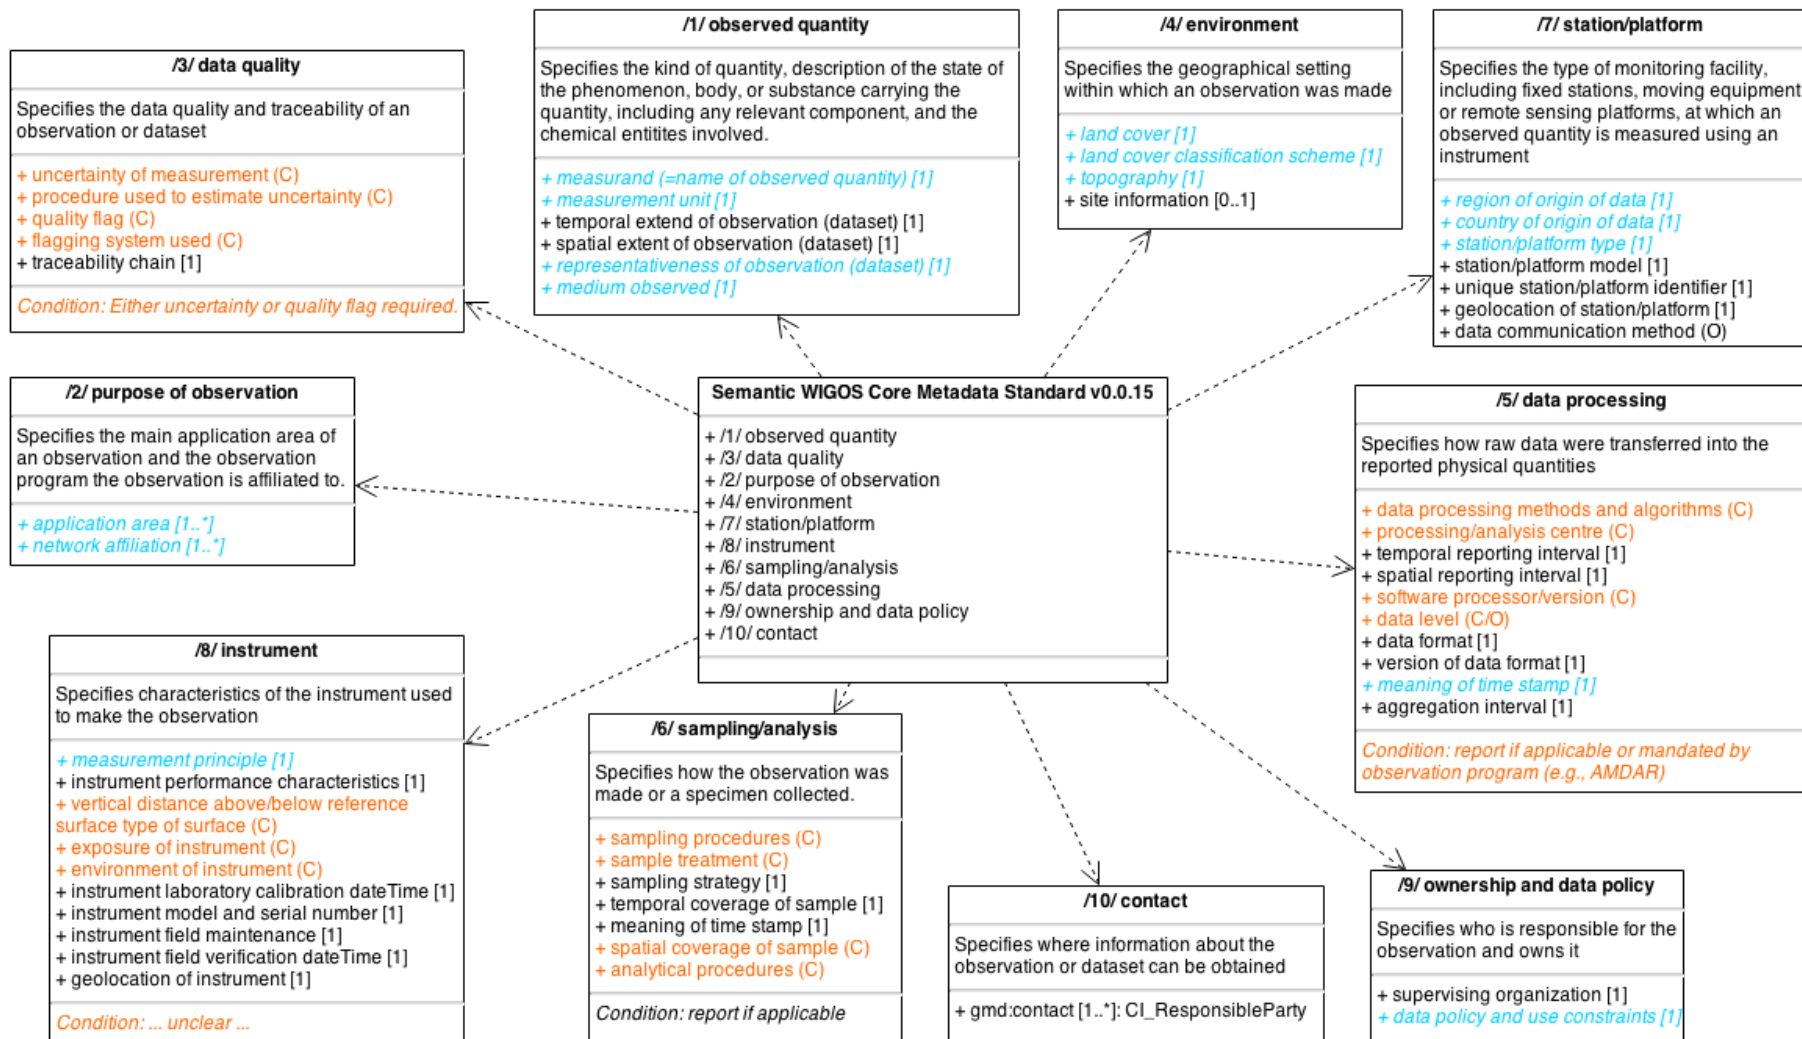 /3/ data quality
Specifies the data quality and traceability of an
observation or dataset
+ uncertainty of measurement (C)
+ procedure used to estimate uncertainty (C)
+ quality flag (C)
+ flagging system used (C)
+ traceability chain [1]
Condition: Either uncertainty or quality flag required.
/1/ observed quantity
Specifies the kind of quantity, description of the state of
the phenomenon, body, or substance carrying the
quantity, including any relevant component, and the
chemical entitites involved.
+ measurand (=name of observed quantity) [1]
+ measurement unit [1]
+ temporal extend of observation (dataset) [1]
+ spatial extent of observation (dataset) [1]
+ representativeness of observation (dataset) [1]
+ medium observed [1]
/4/ environment
Specifies the geographical setting
within which an observation was made
+ land cover [1]
+ land cover classification scheme [1]
+ topography [1]
+ site information [0..1]
/7/ station/platform
Specifies the type of monitoring facility,
including fixed stations, moving equipment
or remote sensing platforms, at which an
observed quantity is measured using an
instrument
+ region of origin of data [1]
+ country of origin of data [1]
+ station/platform type [1]
+ station/platform model [1]
+ unique station/platform identifier [1]
+ geolocation of station/platform [1]
+ data communication method (O)
/2/ purpose of observation
Specifies the main application area of
an observation and the observation
program the observation is affiliated to.
+ application area [1..*]
+ network affiliation [1..*]
Semantic WIGOS Core Metadata Standard v0.0.15
+ /1/ observed quantity
+ /3/ data quality
+ /2/ purpose of observation
+ /4/ environment
+ /7/ station/platform
+ /8/ instrument
+ /6/ sampling/analysis
+ /5/ data processing
+ /9/ ownership and data policy
+ /10/ contact
/5/ data processing
Specifies how raw data were transferred into the
reported physical quantities
+ data processing methods and algorithms (C)
+ processing/analysis centre (C)
+ temporal reporting interval [1]
+ spatial reporting interval [1]
+ software processor/version (C)
+ data level (C/O)
+ data format [1]
+ version of data format [1]
+ meaning of time stamp [1]
+ aggregation interval [1]
Condition: report if applicable or mandated by
observation program (e.g., AMDAR)
/8/ instrument
Specifies characteristics of the instrument used
to make the observation
+ measurement principle [1]
+ instrument performance characteristics [1]
+ vertical distance above/below reference
surface type of surface (C)
+ exposure of instrument (C)
+ environment of instrument (C)
+ instrument laboratory calibration dateTime [1]
+ instrument model and serial number [1]
+ instrument field maintenance [1]
+ instrument field verification dateTime [1]
+ geolocation of instrument [1]
Condition: ... unclear ...
/6/ sampling/analysis
Specifies how the observation was
made or a specimen collected.
+ sampling procedures (C)
+ sample treatment (C)
+ sampling strategy [1]
+ temporal coverage of sample [1]
+ meaning of time stamp [1]
+ spatial coverage of sample (C)
+ analytical procedures (C)
Condition: report if applicable
/10/ contact
Specifies where information about the
observation or dataset can be obtained
+ gmd:contact [1..*]: CI_ResponsibleParty
/9/ ownership and data policy
Specifies who is responsible for the
observation and owns it
+ supervising organization [1]
+ data policy and use constraints [1]